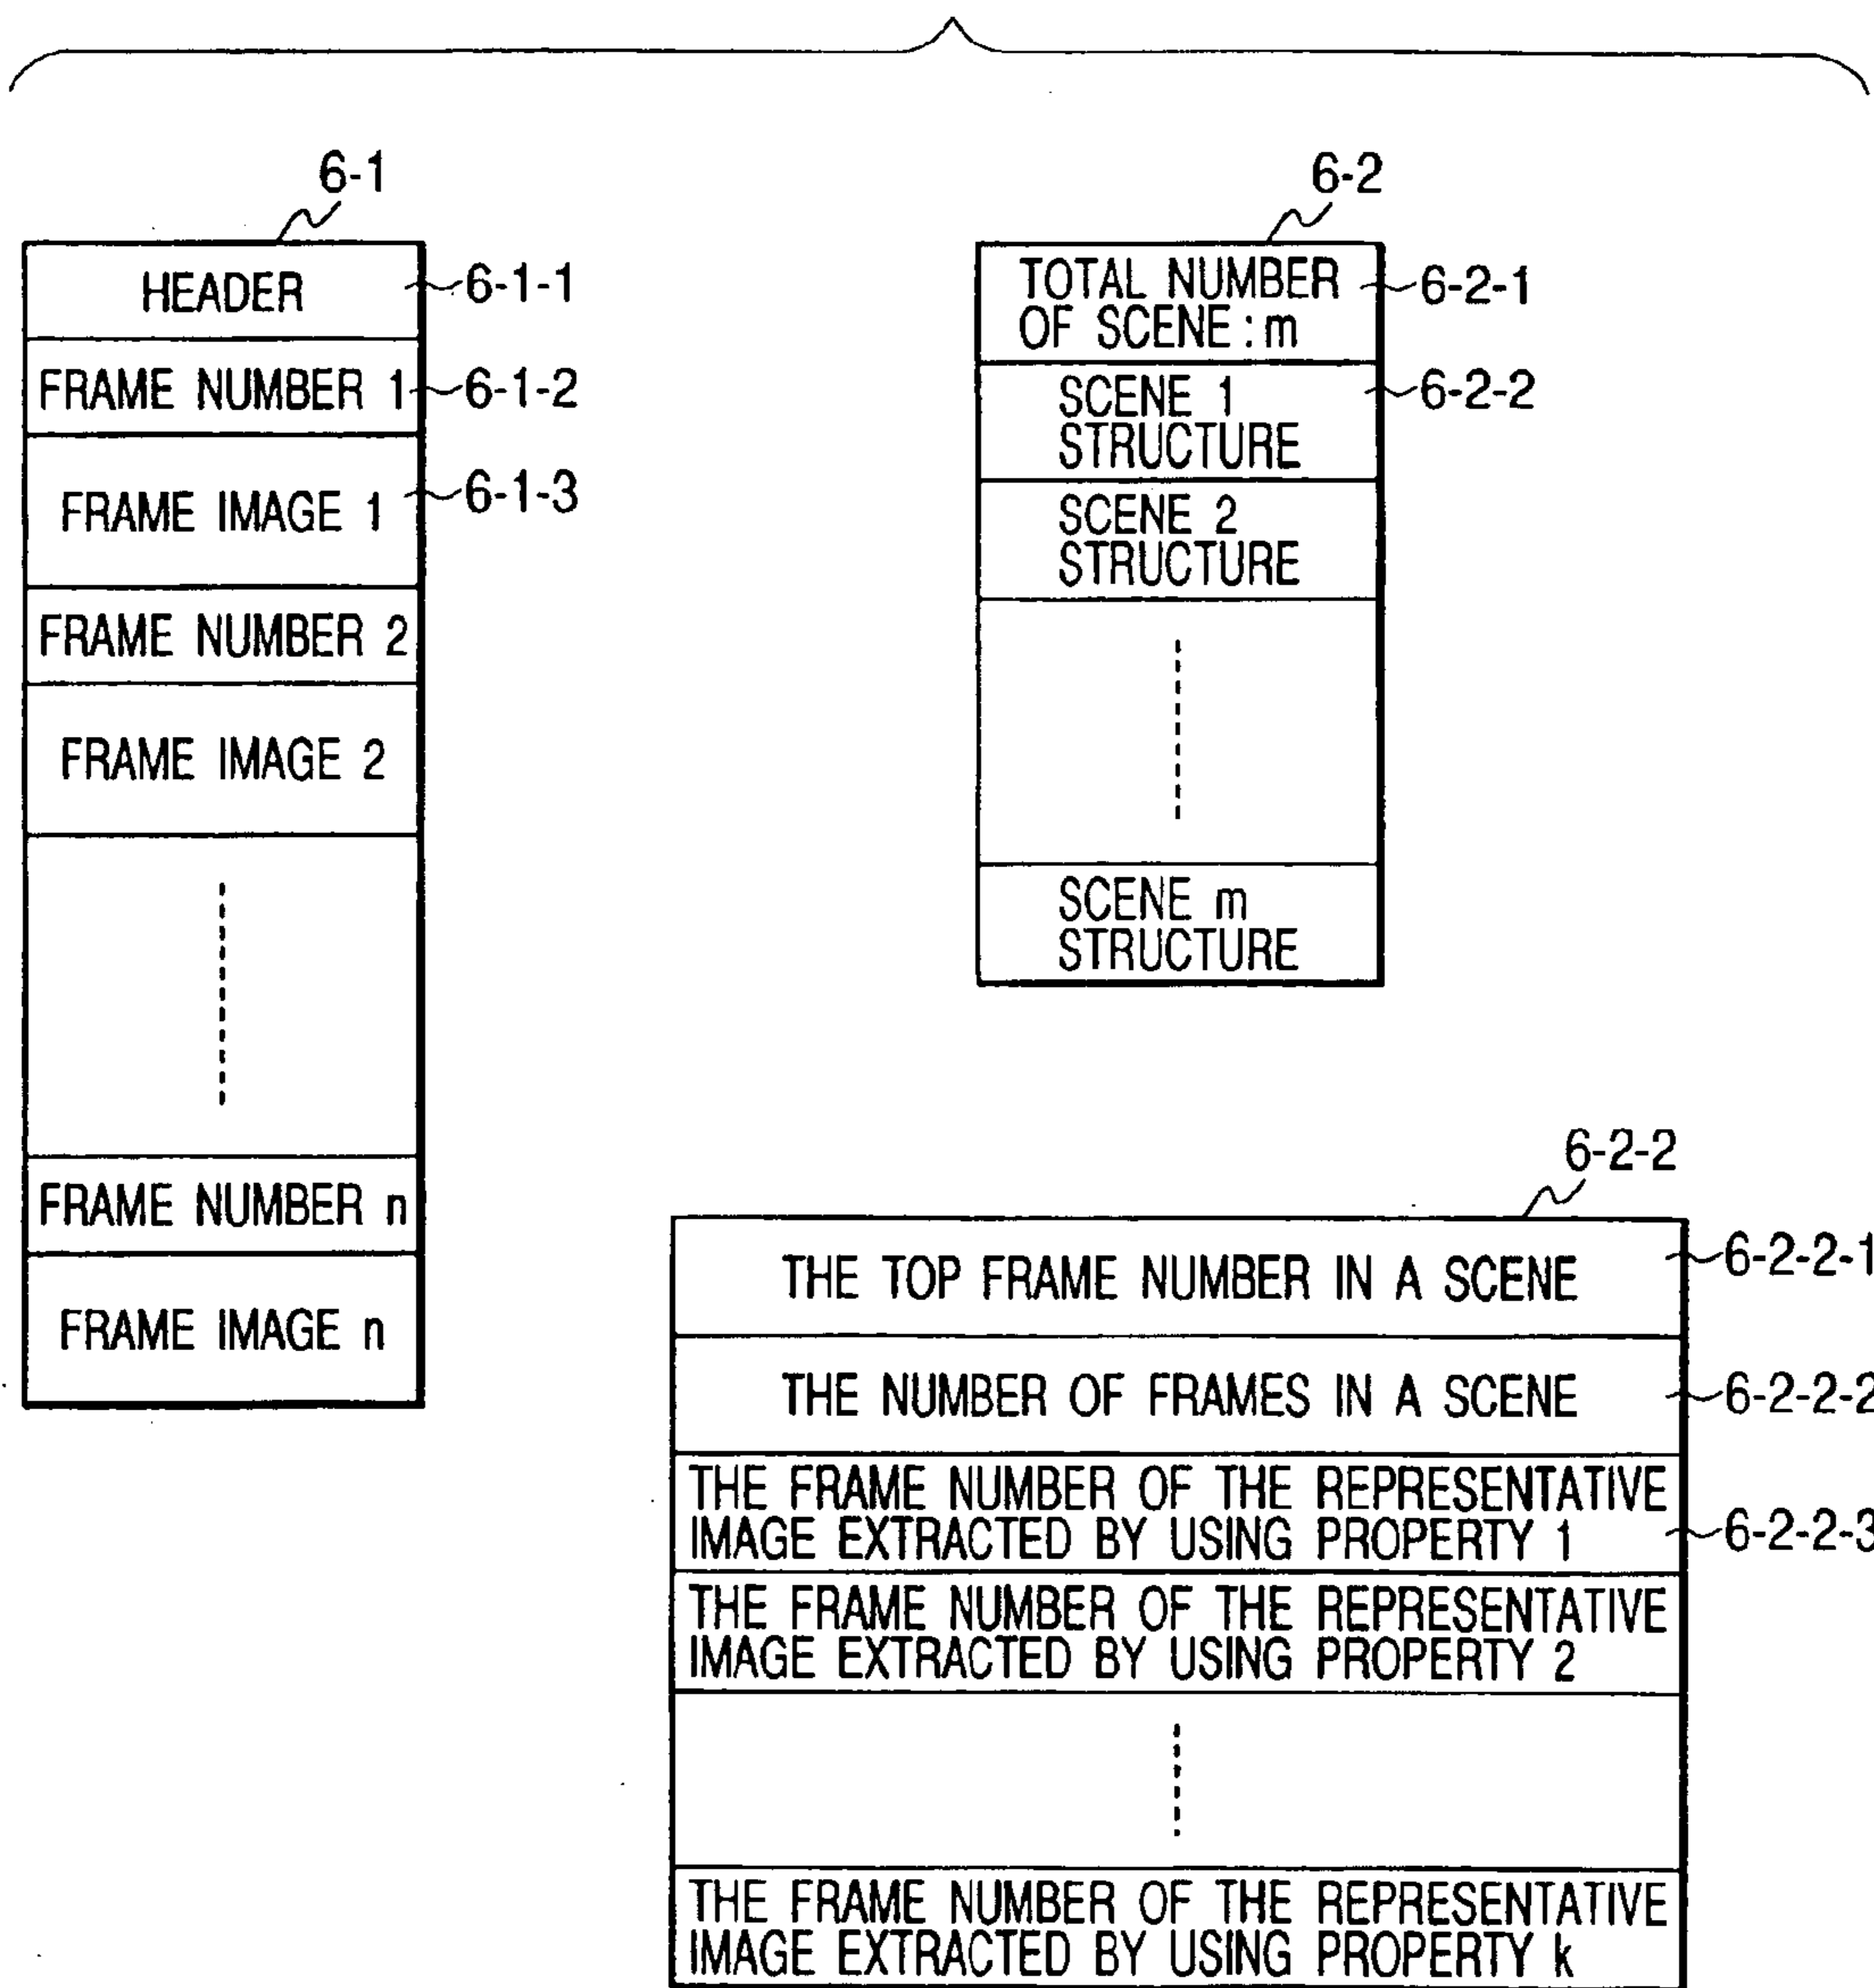 6-1
HEADER
6-1-1
FRAME NUMBER 1
6-1-2
FRAME IMAGE 1
6-1-3
FRAME NUMBER 2
FRAME IMAGE 2
FRAME NUMBER n
FRAME IMAGE n
6-2
TOTAL NUMBER
OF SCENE : m
6-2-1
SCENE 1
STRUCTURE
6-2-2
SCENE 2
STRUCTURE
SCENE m
STRUCTURE
6-2-2
THE TOP FRAME NUMBER IN A SCENE
6-2-2-1
THE NUMBER OF FRAMES IN A SCENE
6-2-2-2
THE FRAME NUMBER OF THE REPRESENTATIVE
IMAGE EXTRACTED BY USING PROPERTY 1
6-2-2-3
THE FRAME NUMBER OF THE REPRESENTATIVE
IMAGE EXTRACTED BY USING PROPERTY 2
THE FRAME NUMBER OF THE REPRESENTATIVE
IMAGE EXTRACTED BY USING PROPERTY k